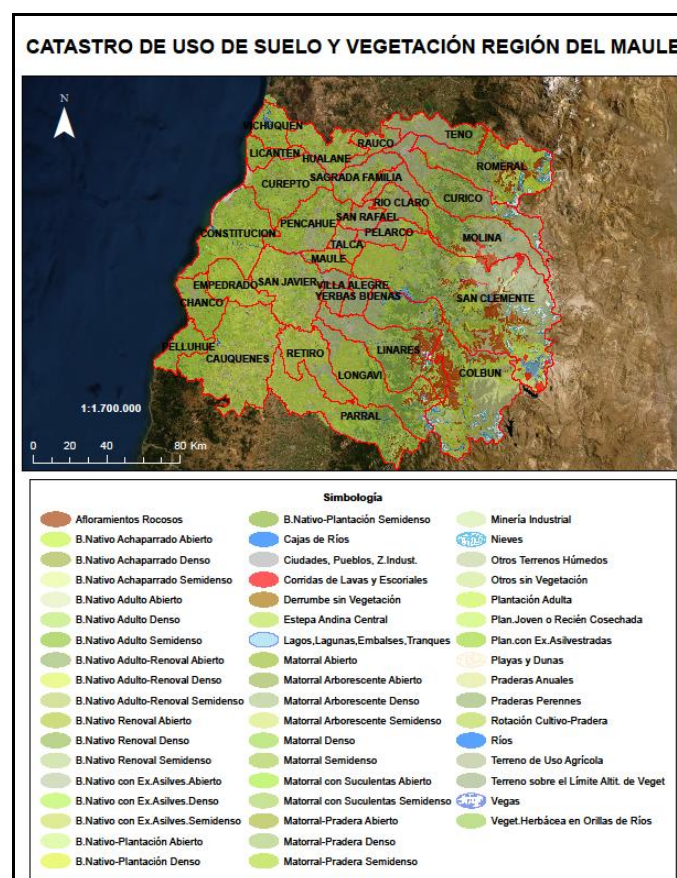 CATASTRO DE USO DE SUELO Y VEGETACIÓN REGIÓN DEL MAULE
N
VICHUQUEN
TENO
RAUCO
LICANTEN
HUALANE
ROMERAL
SAGRADA FAMILIA
CUREPTO
CURICO
RIO CLARO
SAN RAFAEL
PENCAHUE
CONSTITUCION
PELARCO
MOLINA
TALCA
MAULE
EMPEDRADO
SAN JAVIER
VILLA ALEGRE
YERBAS BUENAS
SAN CLEMENTE
CHANCO
PELLUHUE
CAUQUENES
RETIRO
LINARES
COLBUN
LONGAVI
PARRAL
1:1.700.000
0 20 40 80 Km
Simbología
Afloramientos Rocosos
B.Nativo Achaparrado Abierto
B.Nativo Achaparrado Denso
B.Nativo Achaparrado Semidenso
B.Nativo Adulto Abierto
B.Nativo Adulto Denso
B.Nativo Adulto Semidenso
B.Nativo Adulto-Renoval Abierto
B.Nativo Adulto-Renoval Denso
B.Nativo Adulto-Renoval Semidenso
B.Nativo Renoval Abierto
B.Nativo Renoval Denso
B.Nativo Renoval Semidenso
B.Nativo con Ex.Asilves.Abierto
B.Nativo con Ex.Asilves.Denso
B.Nativo con Ex.Asilves.Semidenso
B.Nativo-Plantación Abierto
B.Nativo-Plantación Denso
B.Nativo-Plantación Semidenso
Cajas de Ríos
Ciudades, Pueblos, Z.Indust.
Corridas de Lavas y Escoriales
Derrumbe sin Vegetación
Estepa Andina Central
Lagos,Lagunas,Embalses,Tranques
Matorral Abierto
Matorral Arborescente Abierto
Matorral Arborescente Denso
Matorral Arborescente Semidenso
Matorral Denso
Matorral Semidenso
Matorral con Suculentas Abierto
Matorral con Suculentas Semidenso
Matorral-Pradera Abierto
Matorral-Pradera Denso
Matorral-Pradera Semidenso
Minería Industrial
Nieves
Otros Terrenos Húmedos
Otros sin Vegetación
Plantación Adulta
Plan.Joven o Recién Cosechada
Plan.con Ex.Asilvestradas
Playas y Dunas
Praderas Anuales
Praderas Perennes
Rotación Cultivo-Pradera
Ríos
Terreno de Uso Agrícola
Terreno sobre el Límite Altit. de Veget
Vegas
Veget.Herbácea en Orillas de Ríos